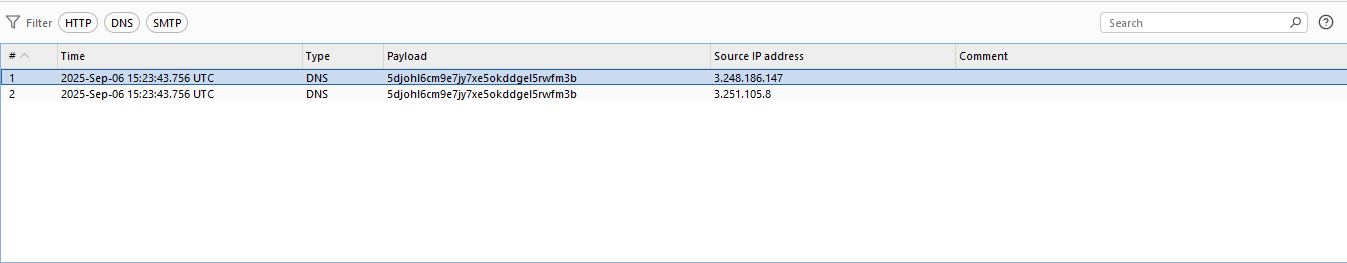 Filter HTTP DNS SMTP Search
# Time Type Payload Source IP address Comment
1 2025-Sep-06 15:23:43.756 UTC DNS 5djohl6cm9e7jy7xe5okddgel5rwfm3b 3.248.186.147
2 2025-Sep-06 15:23:43.756 UTC DNS 5djohl6cm9e7jy7xe5okddgel5rwfm3b 3.251.105.8